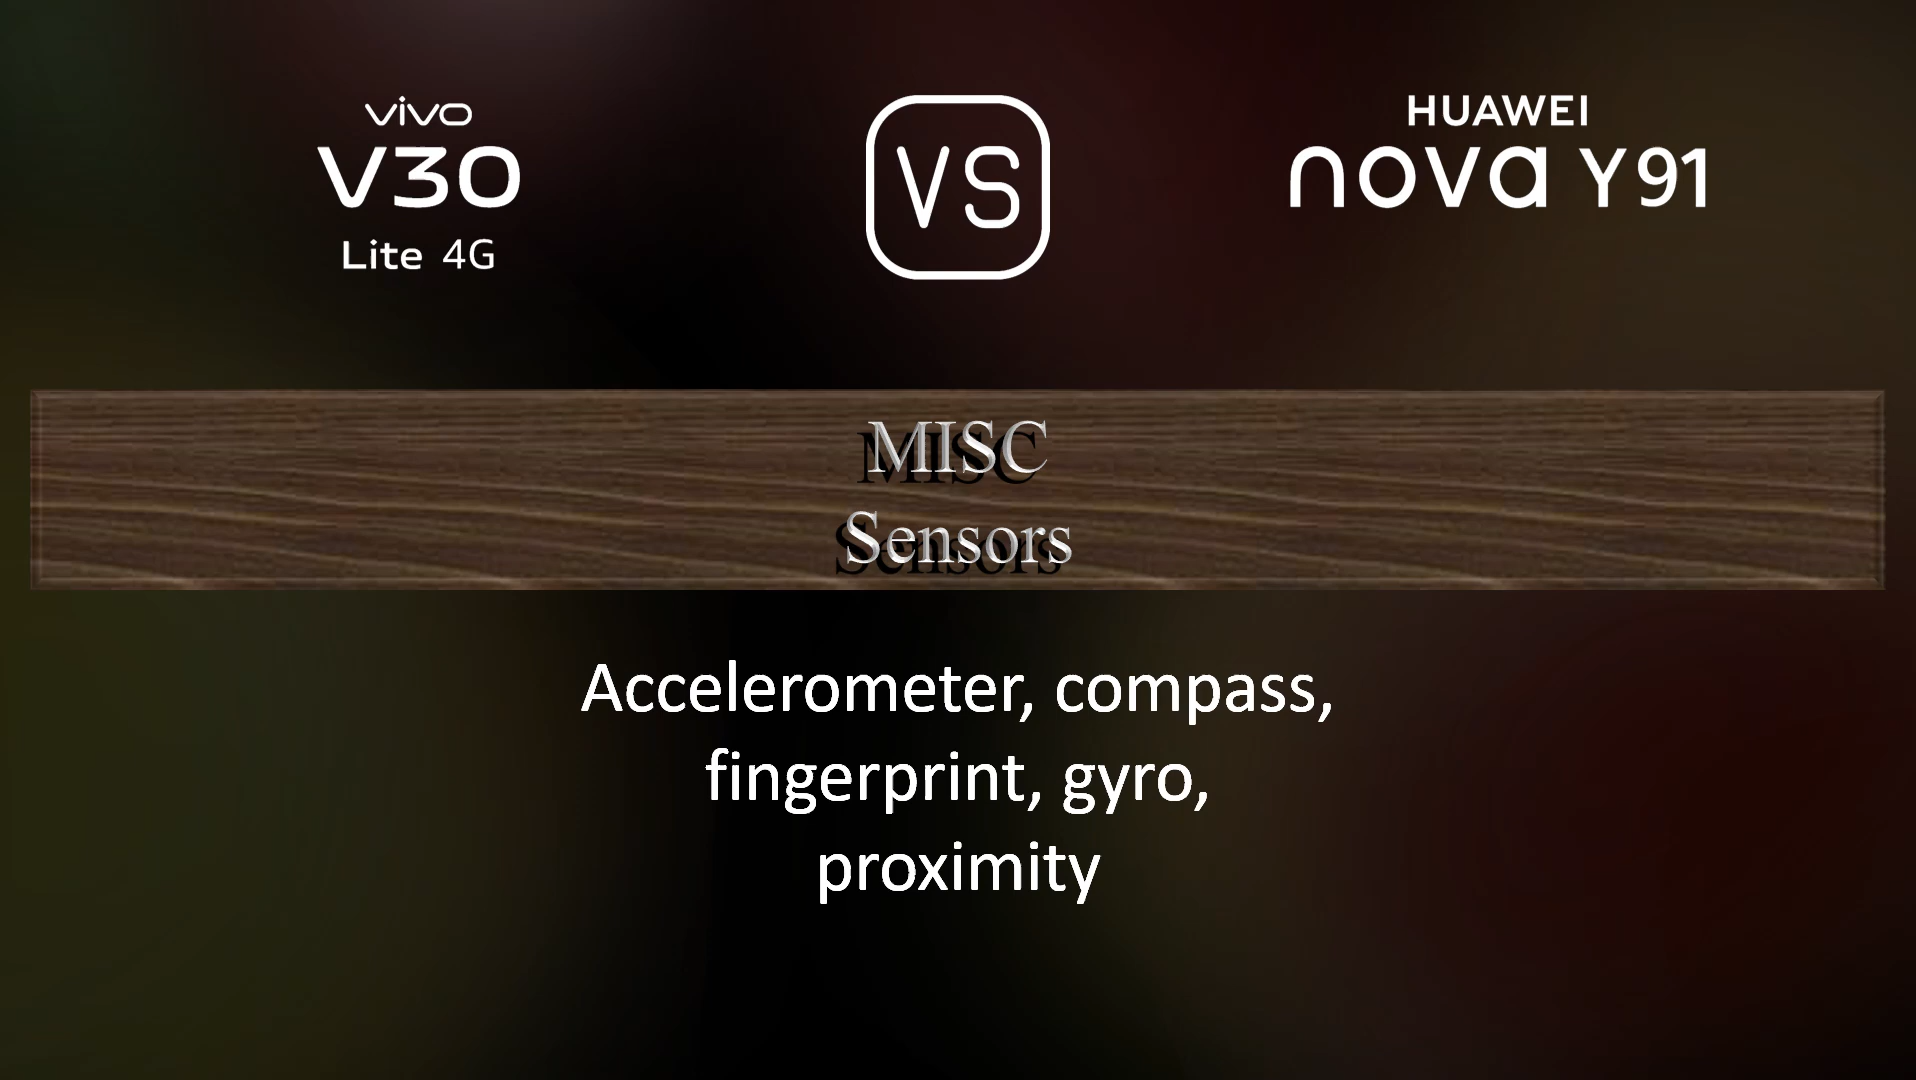 vivo
V30
Lite 4G
VS
HUAWEI
nova Y91
MISC
Sensors
Accelerometer, compass,
fingerprint, gyro,
proximity